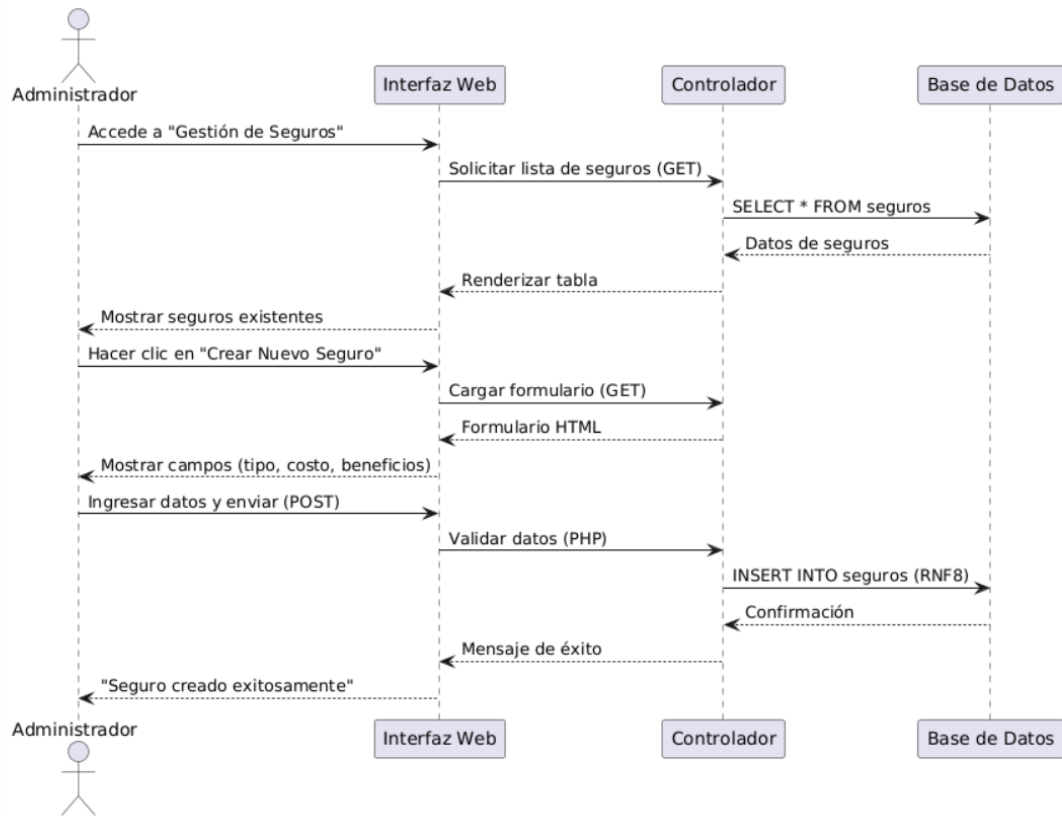 Administrador
Interfaz Web
Controlador
Base de Datos
Accede a "Gestión de Seguros"
Solicitar lista de seguros (GET)
SELECT * FROM seguros
Datos de seguros
Renderizar tabla
Mostrar seguros existentes
Hacer clic en "Crear Nuevo Seguro"
Cargar formulario (GET)
Formulario HTML
Mostrar campos (tipo, costo, beneficios)
Ingresar datos y enviar (POST)
Validar datos (PHP)
INSERT INTO seguros (RNF8)
Confirmación
Mensaje de éxito
"Seguro creado exitosamente"
Administrador
Interfaz Web
Controlador
Base de Datos